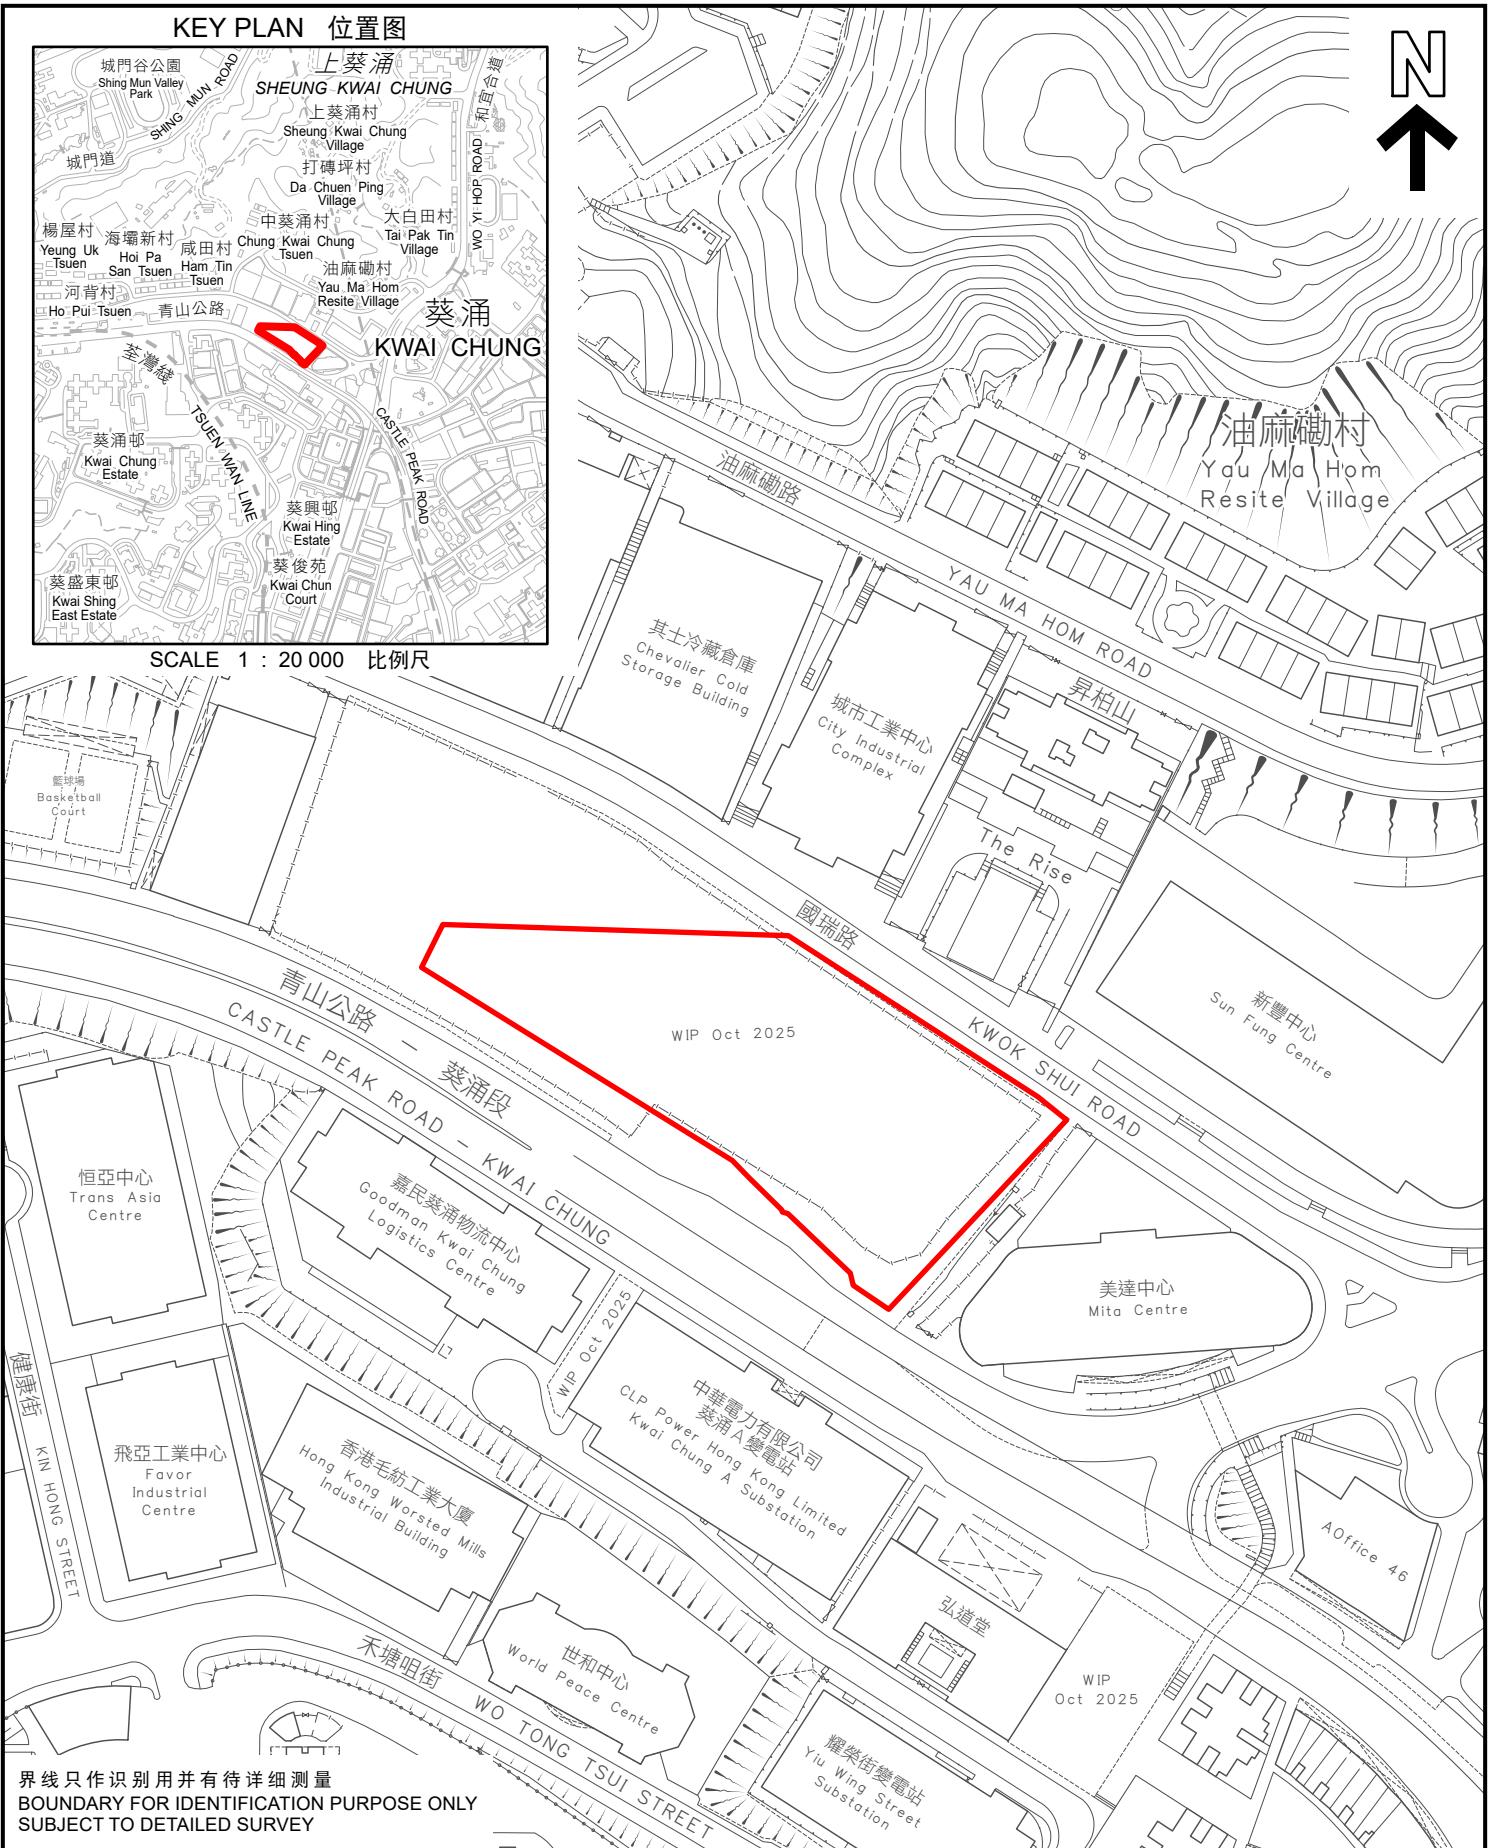 KEY PLAN 位置图
城門谷公園
Shing Mun Valley
Park
SHING MUN ROAD
城門道
上葵涌
SHEUNG KWAI CHUNG
和宜合道
WO YI HOP ROAD
上葵涌村
Sheung Kwai Chung
Village
打磚坪村
Da Chuen Ping
Village
中葵涌村
Chung Kwai Chung
Tsuen
大白田村
Tai Pak Tin
Village
楊屋村
Yeung Uk
Tsuen
海壩新村
Hoi Pa
San Tsuen
咸田村
Ham Tin
Tsuen
油麻磡村
Yau Ma Hom
Resite Village
河背村
Ho Pui Tsuen
青山公路
葵涌
KWAI CHUNG
荃灣綫
TSUEN WAN LINE
CASTLE PEAK ROAD
葵涌邨
Kwai Chung
Estate
葵興邨
Kwai Hing
Estate
葵俊苑
Kwai Chun
Court
葵盛東邨
Kwai Shing
East Estate
SCALE 1 : 20 000 比例尺
N
油麻磡村
Yau Ma Hom
Resite Village
油麻磡路
YAU MA HOM ROAD
其士冷藏倉庫
Chevalier Cold
Storage Building
城市工業中心
City Industrial
Complex
昇柏山
The Rise
籃球場
Basketball
Court
國瑞路
KWOK SHUI ROAD
新豐中心
Sun Fung Centre
WIP Oct 2025
青山公路 - 葵涌段
CASTLE PEAK ROAD - KWAI CHUNG
恒亞中心
Trans Asia
Centre
嘉民葵涌物流中心
Goodman Kwai Chung
Logistics Centre
美達中心
Mita Centre
WIP Oct 2025
中華電力有限公司
葵涌A變電站
CLP Power Hong Kong Limited
Kwai Chung A Substation
健康街
KIN HONG STREET
飛亞工業中心
Favor
Industrial
Centre
香港毛紡工業大廈
Hong Kong Worsted Mills
Industrial Building
AOffice 46
弘道堂
WIP
Oct 2025
世和中心
World Peace Centre
禾塘咀街
WO TONG TSUI STREET
耀榮街變電站
Yiu Wing Street
Substation
界线只作识别用并有待详细测量
BOUNDARY FOR IDENTIFICATION PURPOSE ONLY
SUBJECT TO DETAILED SURVEY